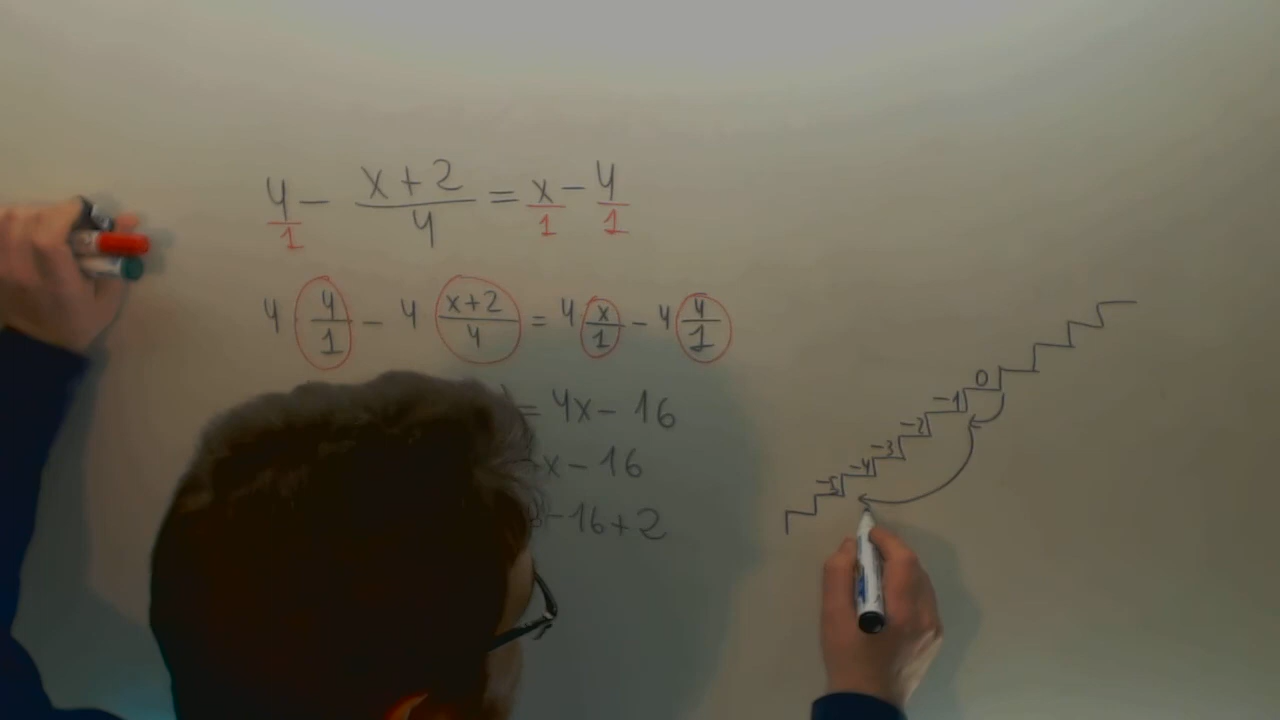 4/1 - (x+2)/4 = x/1 - 4/1
4 (4/1) - 4 (x+2)/4 = 4 (x/1) - 4 (4/1)
) = 4x - 16
x - 16
- 16 + 2
0
-1
-2
-3
-4
-5